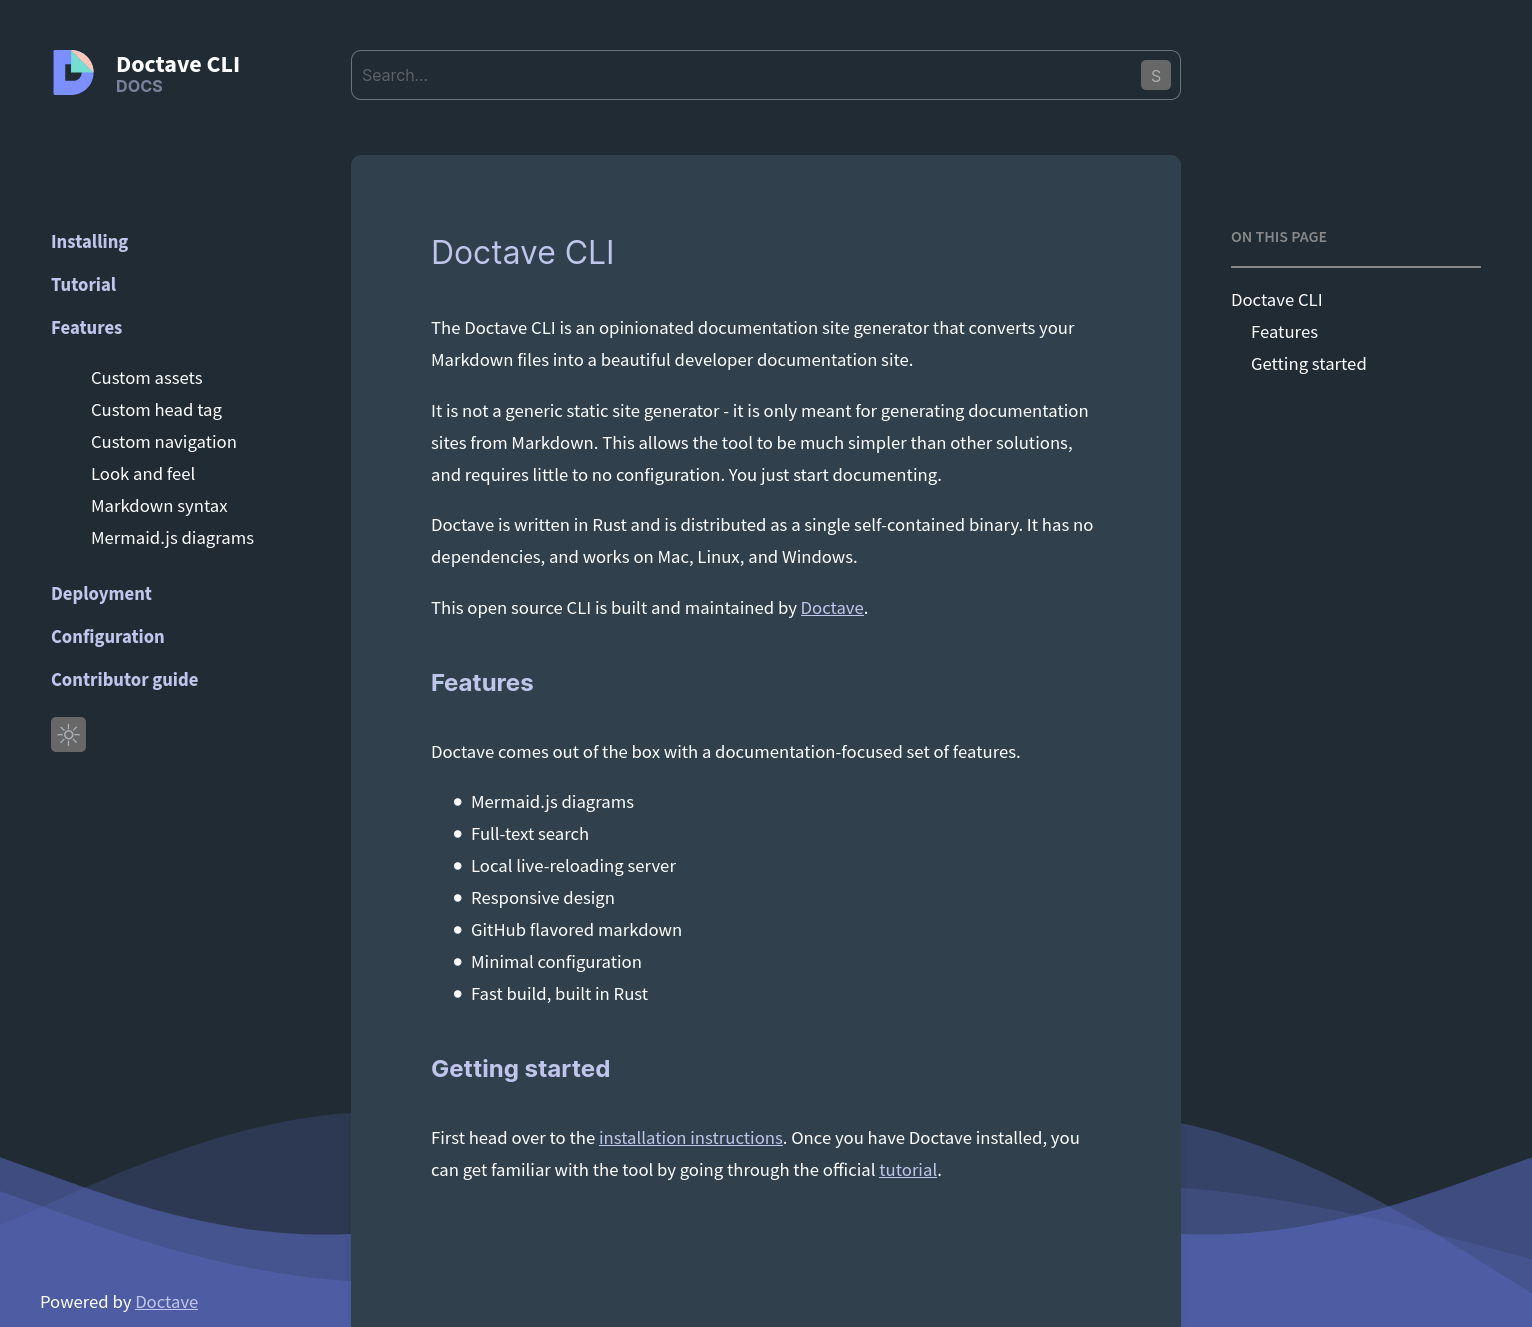 Doctave CLI
DOCS
Search...
S
Installing
Tutorial
Features
Custom assets
Custom head tag
Custom navigation
Look and feel
Markdown syntax
Mermaid.js diagrams
Deployment
Configuration
Contributor guide
Doctave CLI
The Doctave CLI is an opinionated documentation site generator that converts your
Markdown files into a beautiful developer documentation site.
It is not a generic static site generator - it is only meant for generating documentation
sites from Markdown. This allows the tool to be much simpler than other solutions,
and requires little to no configuration. You just start documenting.
Doctave is written in Rust and is distributed as a single self-contained binary. It has no
dependencies, and works on Mac, Linux, and Windows.
This open source CLI is built and maintained by Doctave.
Features
Doctave comes out of the box with a documentation-focused set of features.
Mermaid.js diagrams
Full-text search
Local live-reloading server
Responsive design
GitHub flavored markdown
Minimal configuration
Fast build, built in Rust
Getting started
First head over to the installation instructions. Once you have Doctave installed, you
can get familiar with the tool by going through the official tutorial.
ON THIS PAGE
Doctave CLI
Features
Getting started
Powered by Doctave